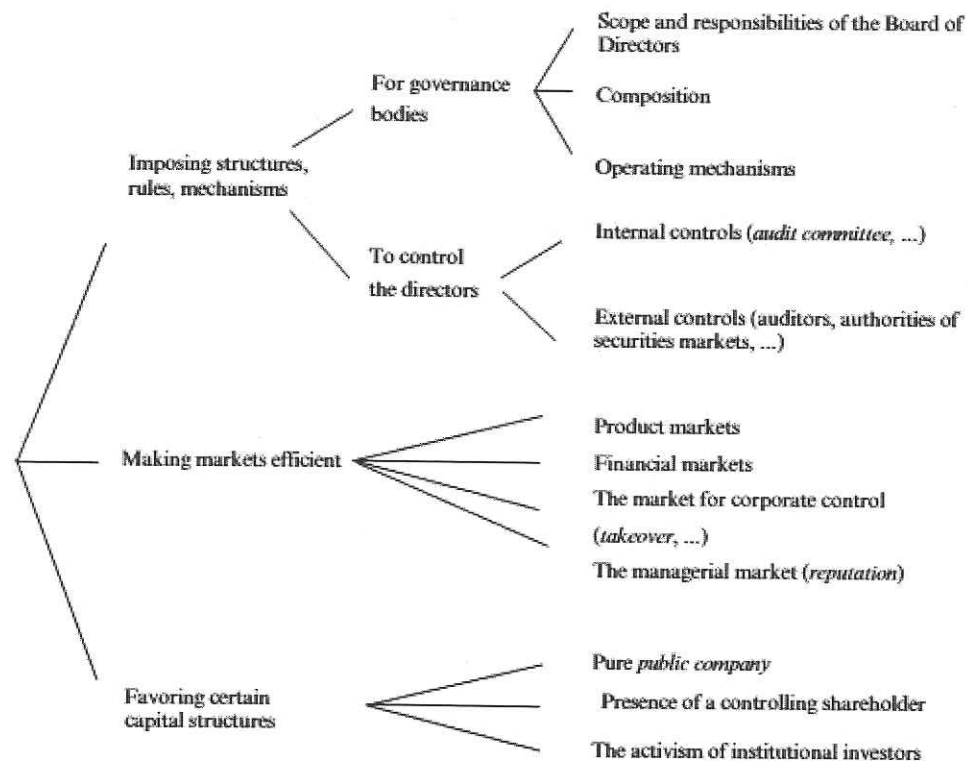 Scope and responsibilities of the Board of
Directors
For governance
bodies
Composition
Imposing structures,
rules, mechanisms
Operating mechanisms
Internal controls (audit committee, ...)
To control
the directors
External controls (auditors, authorities of
securities markets, ...)
Product markets
Making markets efficient
Financial markets
The market for corporate control
(takeover, ...)
The managerial market (reputation)
Pure public company
Favoring certain
capital structures
Presence of a controlling shareholder
The activism of institutional investors